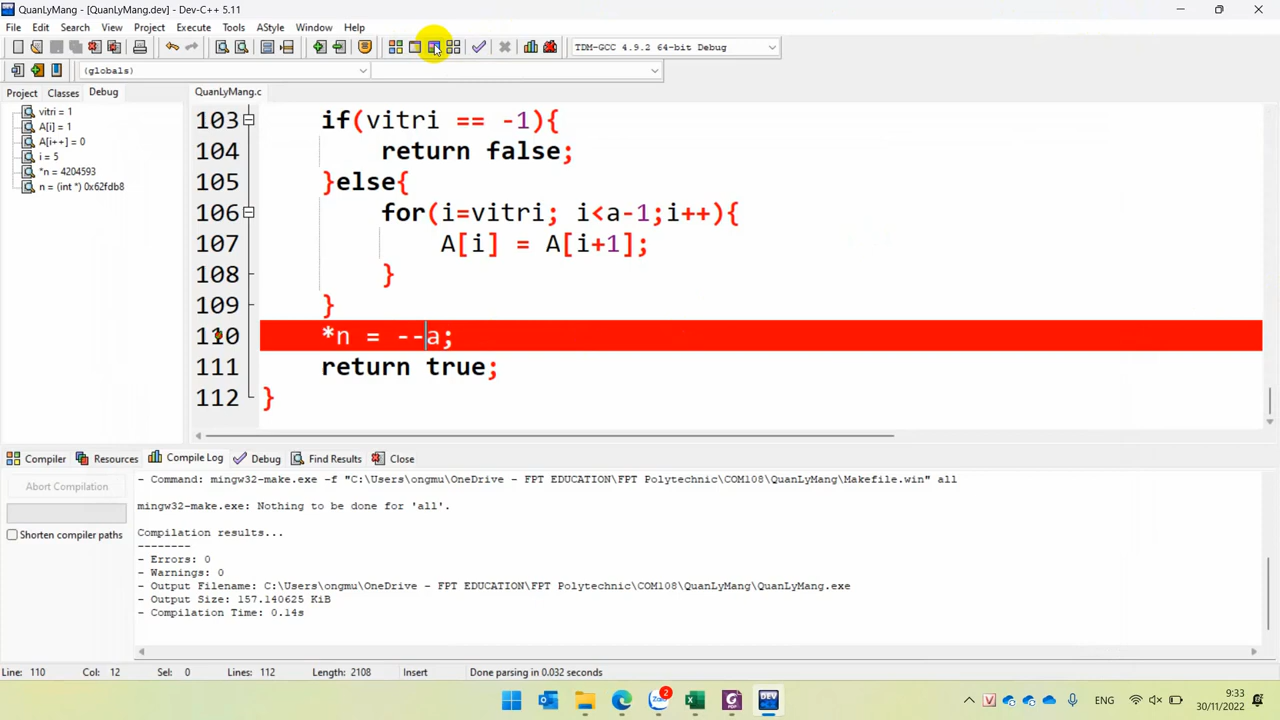 QuanLyMang - [QuanLyMang.dev] - Dev-C++ 5.11
File Edit Search View Project Execute Tools AStyle Window Help
TDM-GCC 4.9.2 64-bit Debug
(globals)
Project Classes Debug
QuanLyMang.c
vitri = 1
A[i] = 1
A[i++] = 0
i = 5
*n = 4204593
n = (int *) 0x62fdb8
103 if(vitri == -1){
104 return false;
105 }else{
106 for(i=vitri; i<a-1;i++){
107 A[i] = A[i+1];
108 }
109 }
110 *n = --a;
111 return true;
112 }
Compiler Resources Compile Log Debug Find Results Close
Abort Compilation
Shorten compiler paths
- Command: mingw32-make.exe -f "C:\Users\ongmu\OneDrive - FPT EDUCATION\FPT Polytechnic\COM108\QuanLyMang\Makefile.win" all
mingw32-make.exe: Nothing to be done for 'all'.
Compilation results...
--------
- Errors: 0
- Warnings: 0
- Output Filename: C:\Users\ongmu\OneDrive - FPT EDUCATION\FPT Polytechnic\COM108\QuanLyMang\QuanLyMang.exe
- Output Size: 157.140625 KiB
- Compilation Time: 0.14s
Line: 110 Col: 12 Sel: 0 Lines: 112 Length: 2108 Insert Done parsing in 0.032 seconds
2
PDF
DEV
V
ENG
9:33
30/11/2022